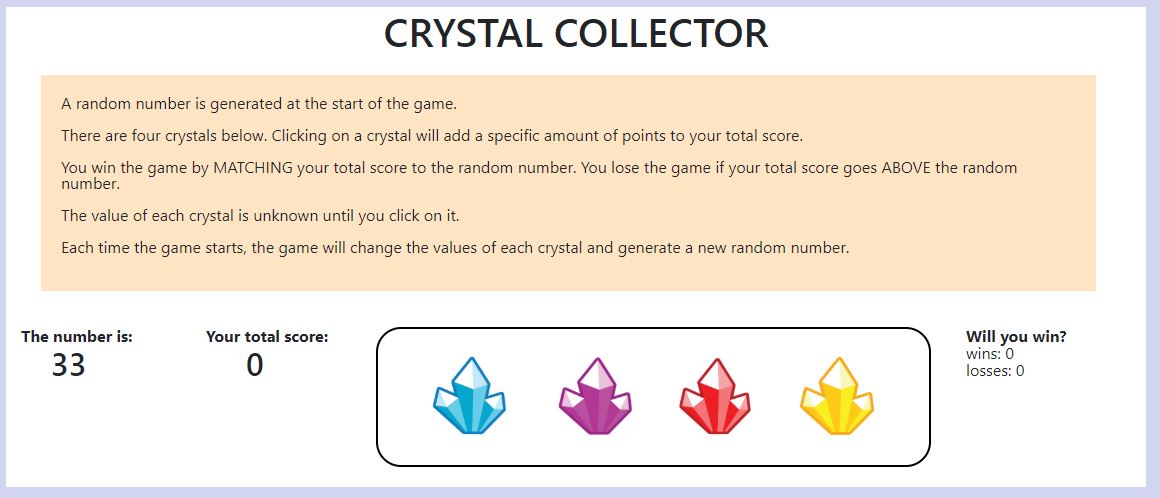 CRYSTAL COLLECTOR
A random number is generated at the start of the game.
There are four crystals below. Clicking on a crystal will add a specific amount of points to your total score.
You win the game by MATCHING your total score to the random number. You lose the game if your total score goes ABOVE the random
number.
The value of each crystal is unknown until you click on it.
Each time the game starts, the game will change the values of each crystal and generate a new random number.
The number is:
33
Your total score:
0
Will you win?
wins: 0
losses: 0